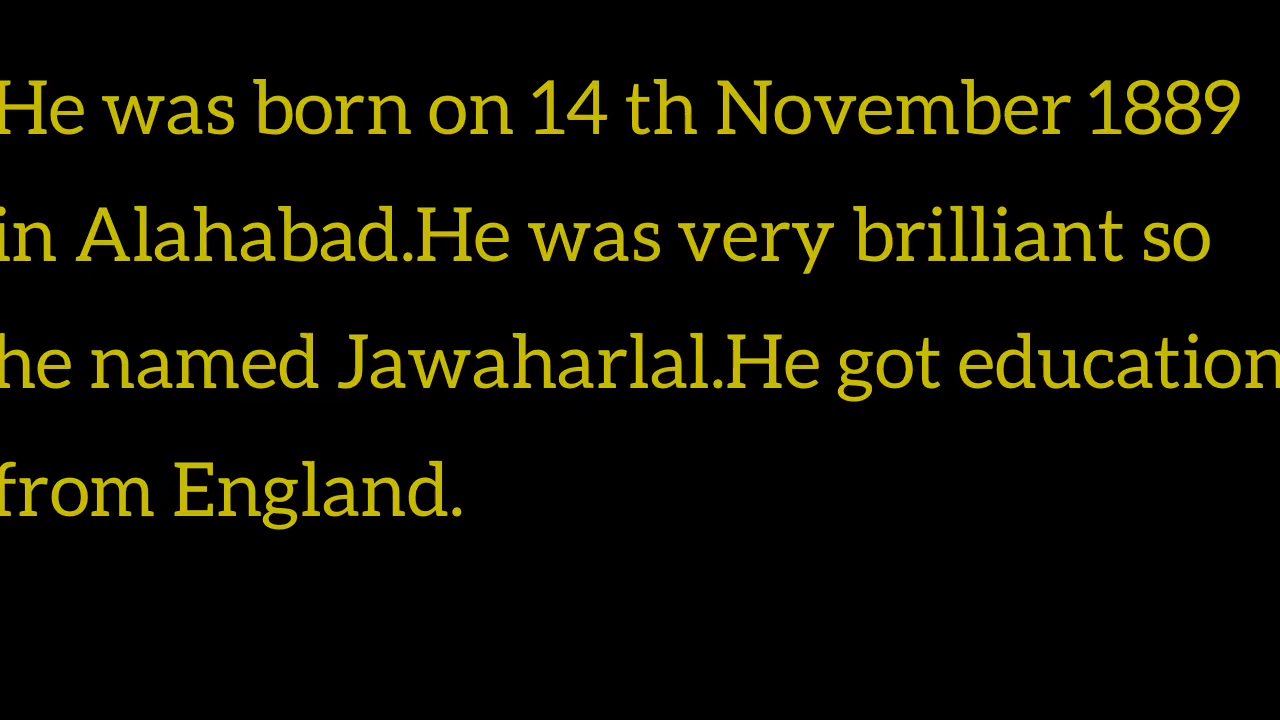 He was born on 14 th November 1889
in Alahabad.He was very brilliant so
he named Jawaharlal.He got education
from England.